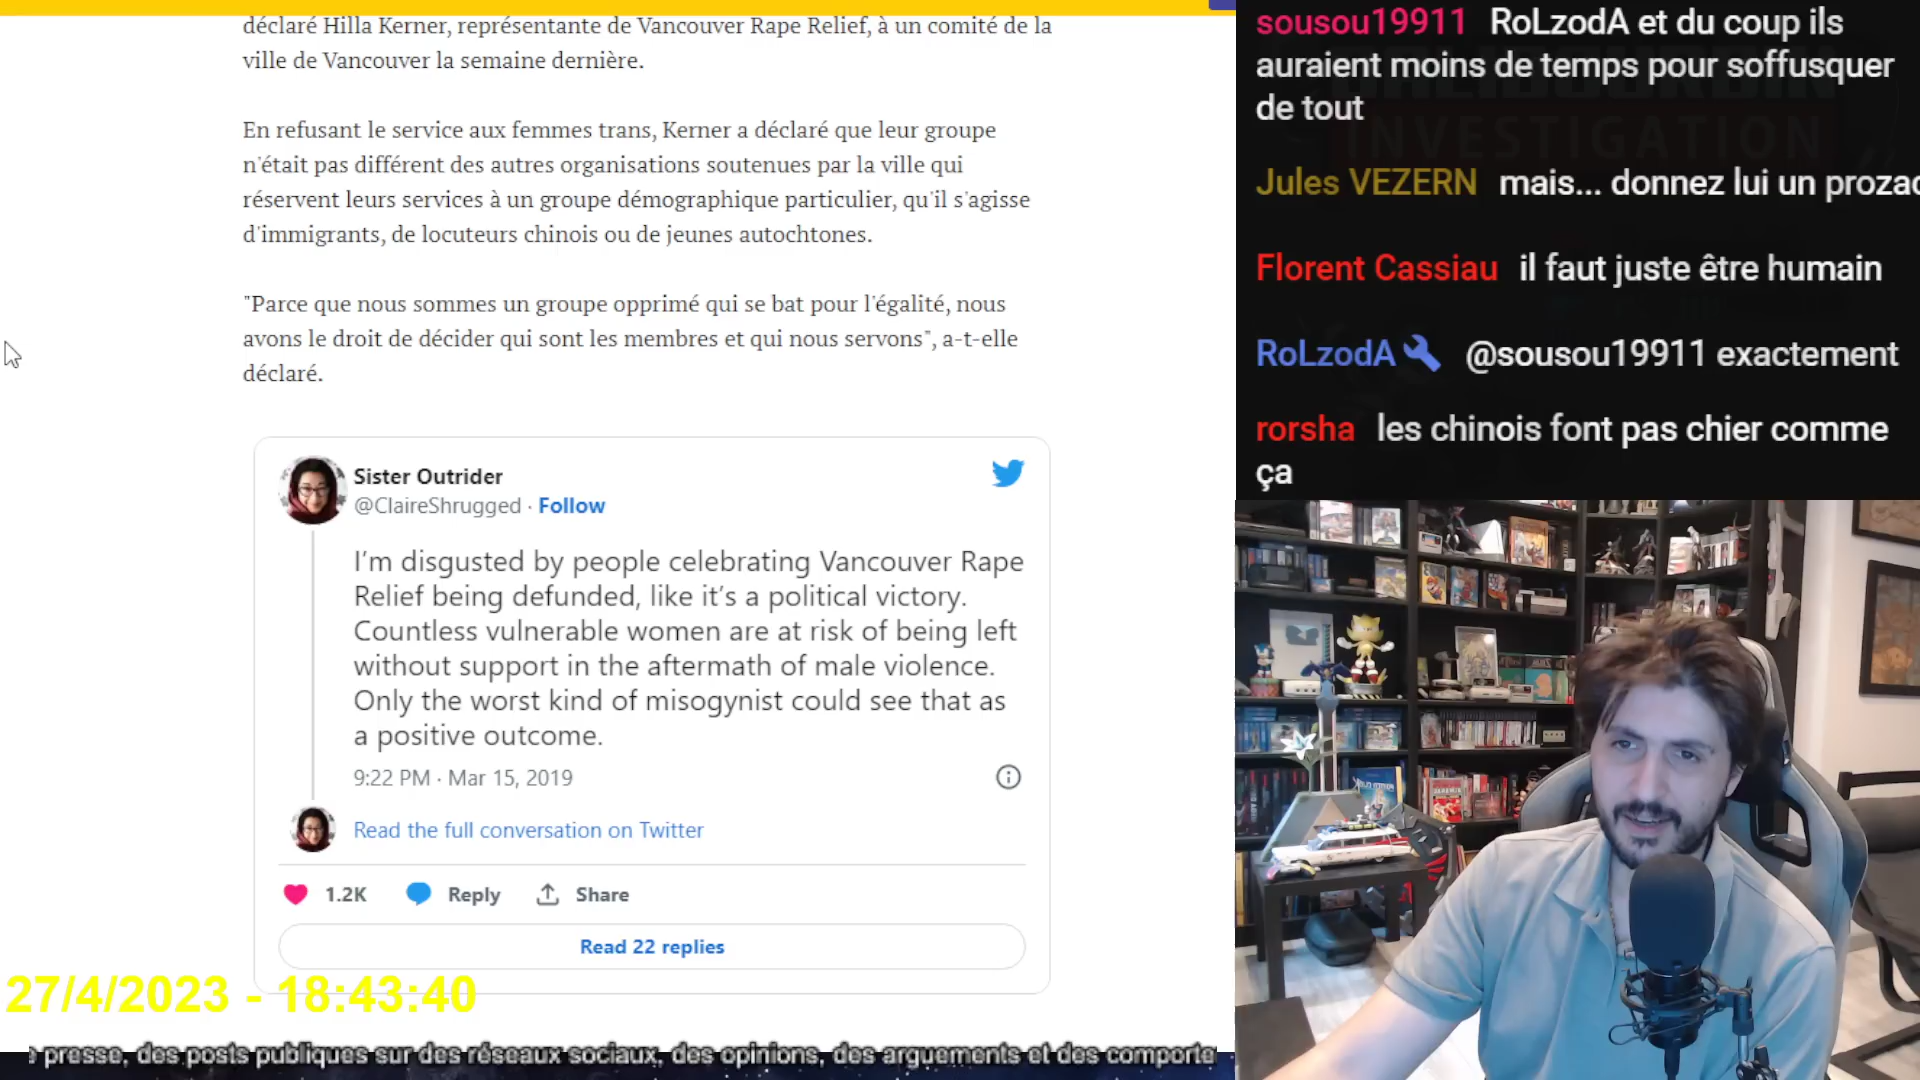 déclaré Hilla Kerner, représentante de Vancouver Rape Relief, à un comité de la
ville de Vancouver la semaine dernière.
En refusant le service aux femmes trans, Kerner a déclaré que leur groupe
n'était pas différent des autres organisations soutenues par la ville qui
réservent leurs services à un groupe démographique particulier, qu'il s'agisse
d'immigrants, de locuteurs chinois ou de jeunes autochtones.
"Parce que nous sommes un groupe opprimé qui se bat pour l'égalité, nous
avons le droit de décider qui sont les membres et qui nous servons", a-t-elle
déclaré.
Sister Outrider
@ClaireShrugged · Follow
I'm disgusted by people celebrating Vancouver Rape
Relief being defunded, like it's a political victory.
Countless vulnerable women are at risk of being left
without support in the aftermath of male violence.
Only the worst kind of misogynist could see that as
a positive outcome.
9:22 PM · Mar 15, 2019
Read the full conversation on Twitter
1.2K Reply Share
Read 22 replies
27/4/2023 - 18:43:40
presse, des posts publiques sur des réseaux sociaux, des opinions, des arguements et des comporte
sousou19911 RoLzodA et du coup ils
auraient moins de temps pour soffusquer
de tout
INVESTIGATION
Jules VEZERN mais... donnez lui un prozac
Florent Cassiau il faut juste être humain
RoLzodA @sousou19911 exactement
rorsha les chinois font pas chier comme
ça